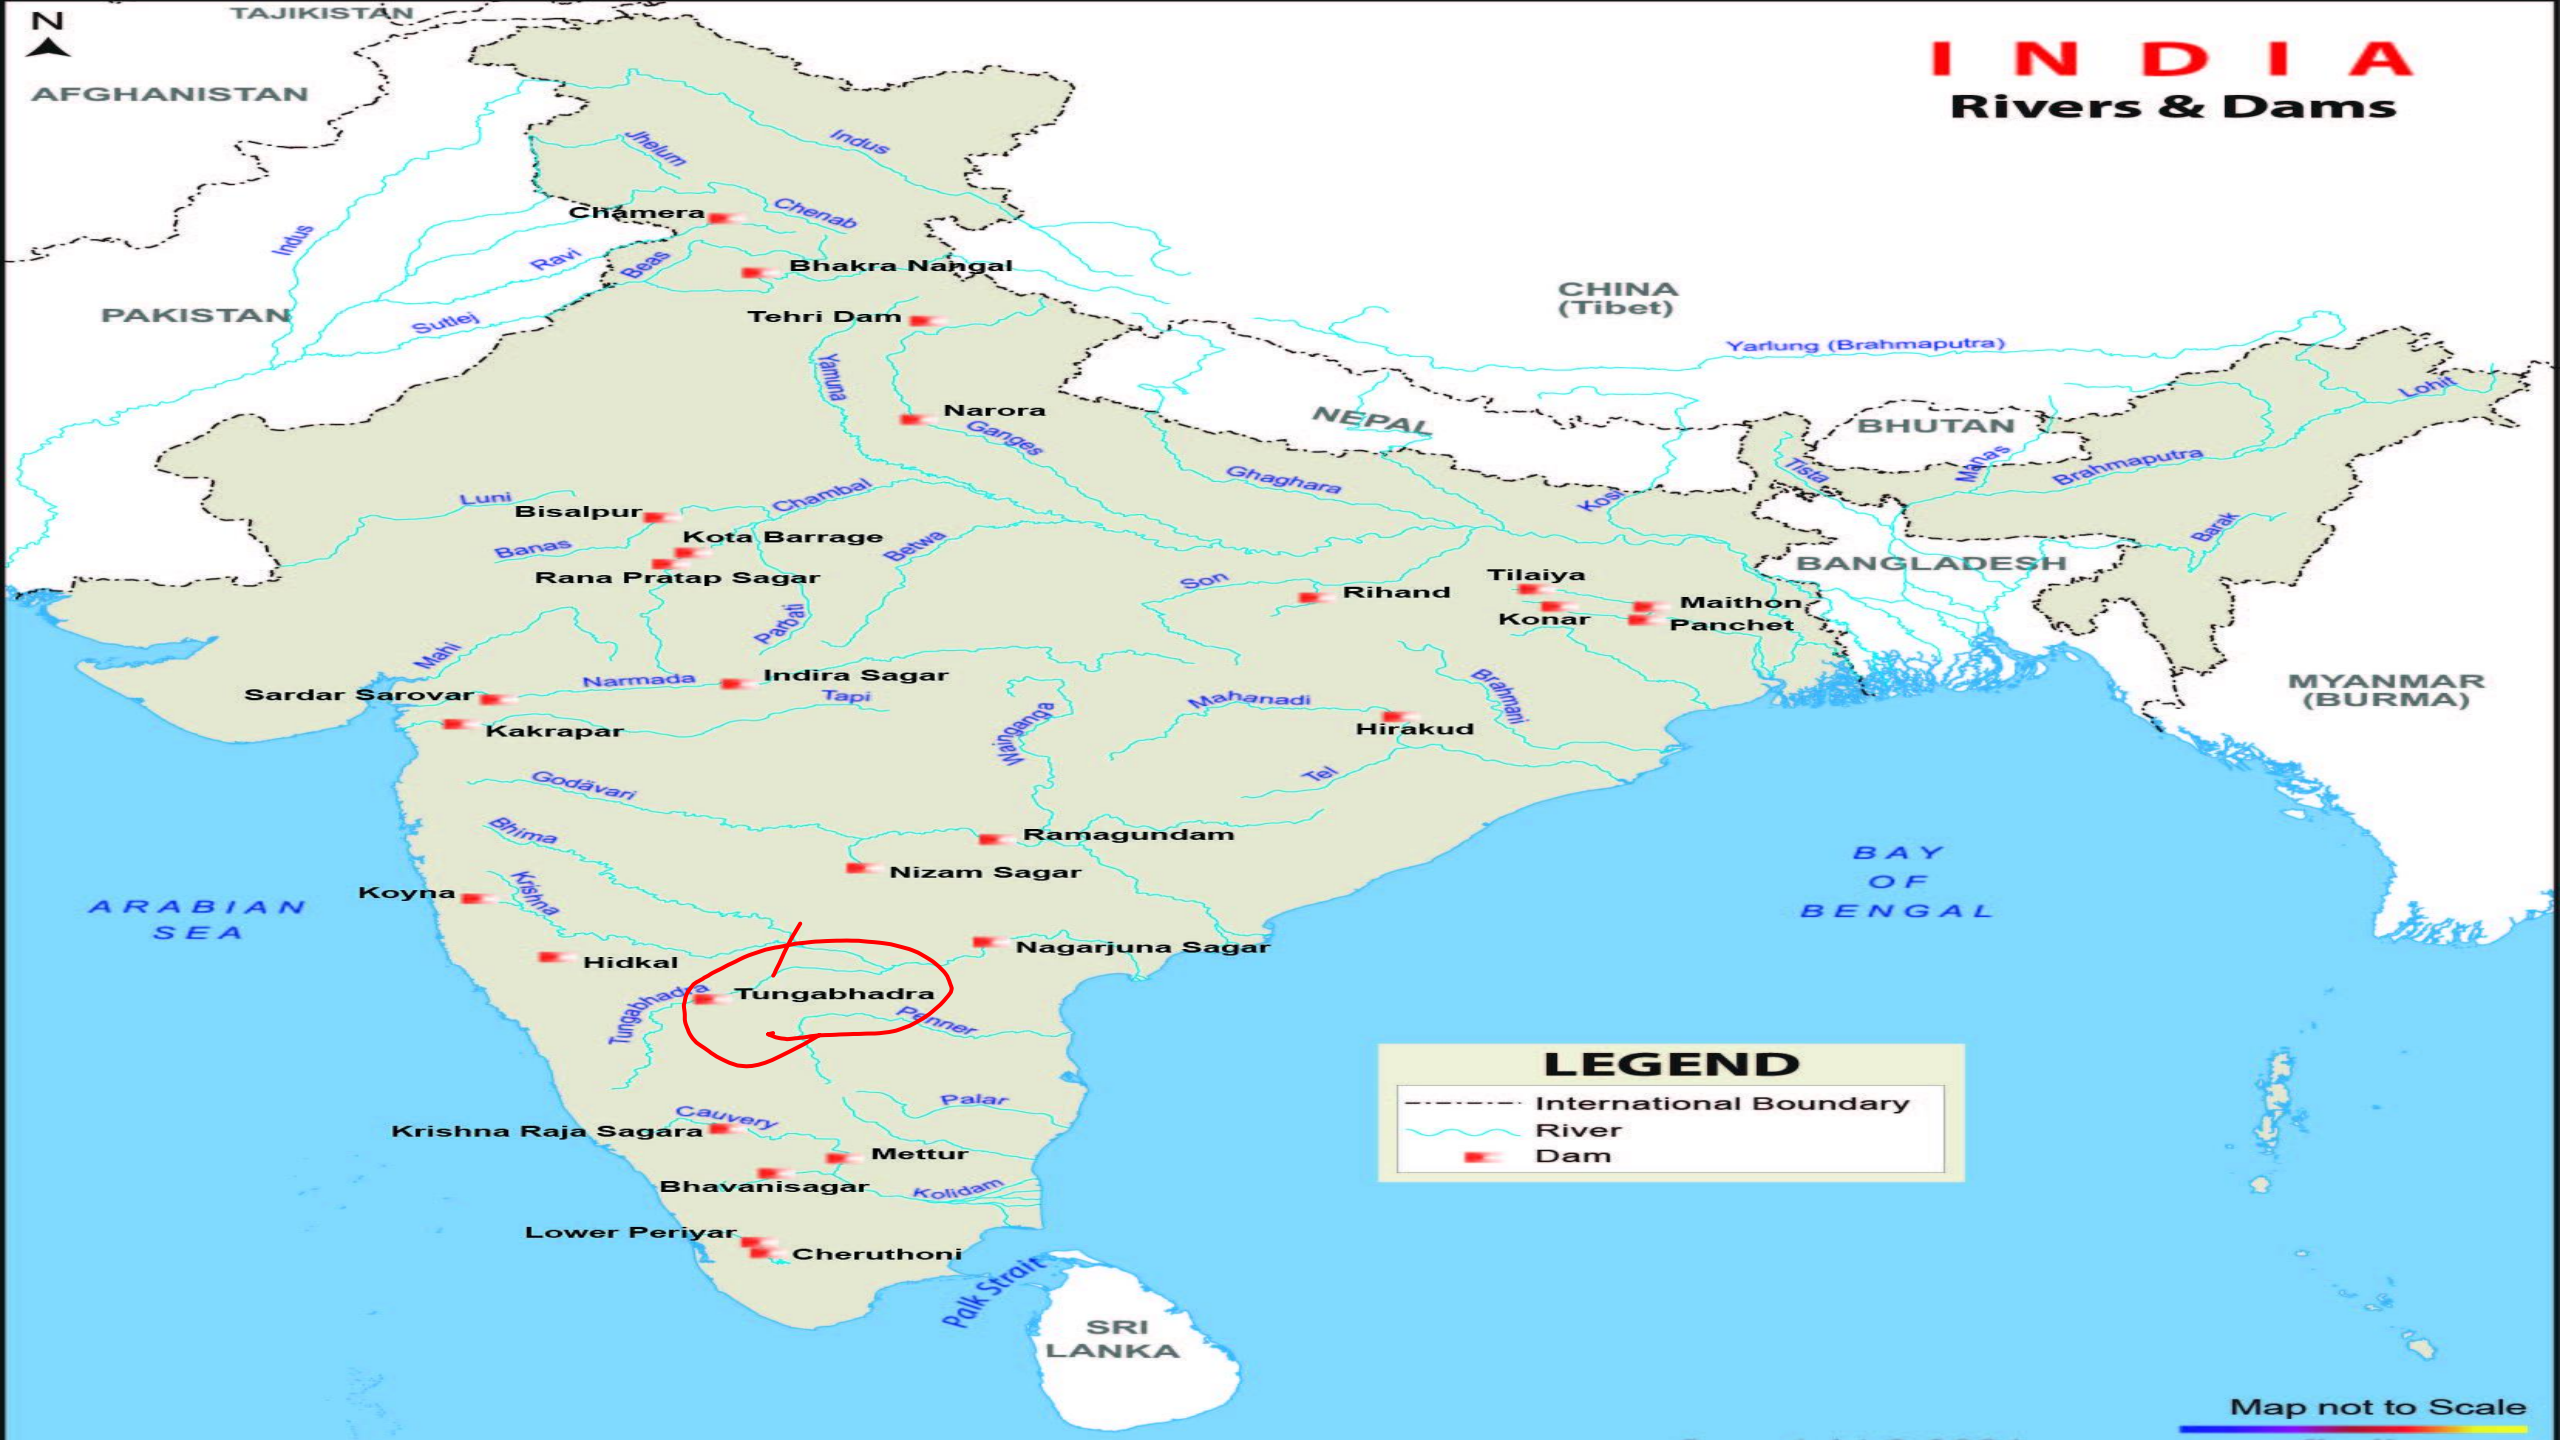 N
TAJIKISTAN
I N D I A
Rivers & Dams
AFGHANISTAN
Jhelum
Indus
Chamera
Chenab
Indus
Ravi
Beas
Bhakra Nangal
CHINA
(Tibet)
PAKISTAN
Sutlej
Tehri Dam
Yarlung (Brahmaputra)
Yamuna
Lohit
Narora
Ganges
NEPAL
BHUTAN
Tista
Manas
Brahmaputra
Ghaghara
Kosi
Luni
Chambal
Bisalpur
Barak
Banas
Kota Barrage
Betwa
Rana Pratap Sagar
BANGLADESH
Son
Rihand
Tilaiya
Maithon
Konar
Panchet
Parbati
Mahi
Narmada
Indira Sagar
Sardar Sarovar
Tapi
Mahanadi
Brahmani
MYANMAR
(BURMA)
Kakrapar
Wainganga
Hirakud
Godävari
Tel
Bhima
Ramagundam
Nizam Sagar
Koyna
Krishna
ARABIAN
SEA
BAY
OF
BENGAL
Hidkal
Nagarjuna Sagar
Tungabhadra
Tungabhadra
Penner
LEGEND
International Boundary
River
Dam
Palar
Cauvery
Krishna Raja Sagara
Mettur
Bhavanisagar
Kolidam
Lower Periyar
Cheruthoni
Palk Strait
SRI
LANKA
Map not to Scale